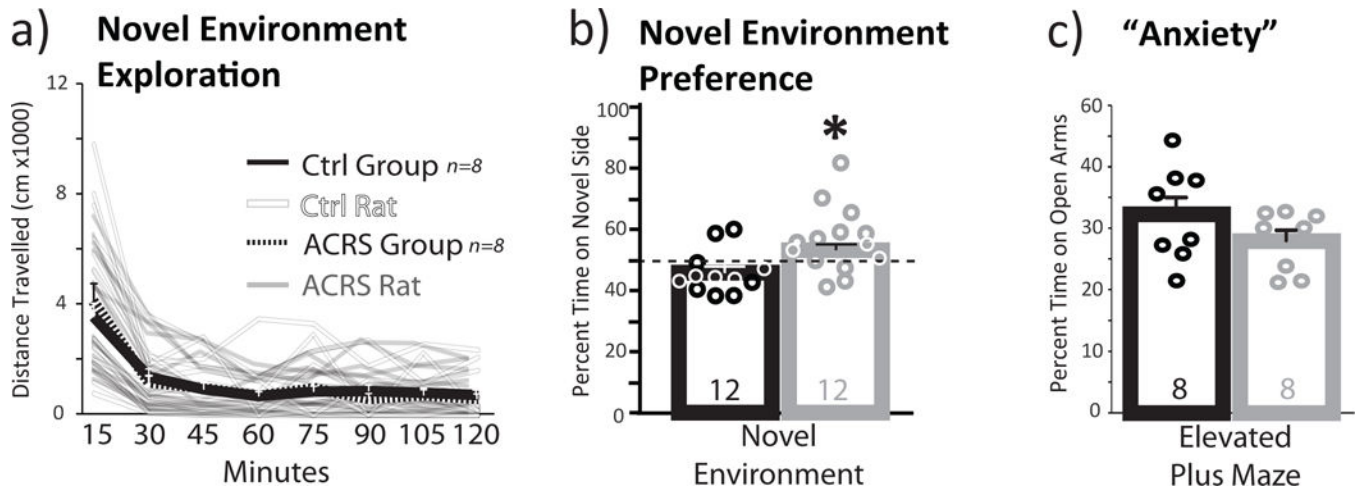 a) Novel Environment
Exploration
12
8
4
0
Distance Travelled (cm x1000)
Ctrl Group n=8
Ctrl Rat
ACRS Group n=8
ACRS Rat
15 30 45 60 75 90 105 120
Minutes
b) Novel Environment
Preference
100
80
60
40
20
0
Percent Time on Novel Side
*
12 12
Novel
Environment
c) “Anxiety”
60
50
40
30
20
10
0
Percent Time on Open Arms
8 8
Elevated
Plus Maze